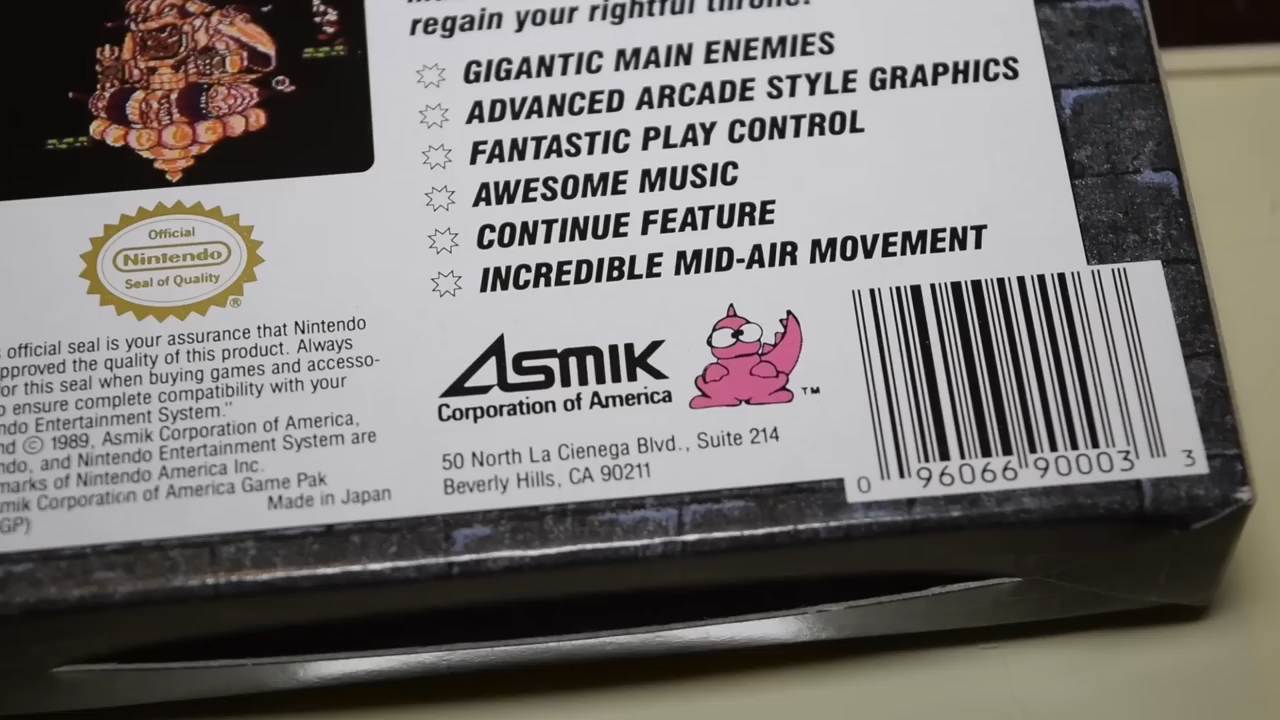 regain your rightful throne!
GIGANTIC MAIN ENEMIES
ADVANCED ARCADE STYLE GRAPHICS
FANTASTIC PLAY CONTROL
AWESOME MUSIC
CONTINUE FEATURE
INCREDIBLE MID-AIR MOVEMENT
Official
Nintendo
Seal of Quality
®
official seal is your assurance that Nintendo
pproved the quality of this product. Always
or this seal when buying games and accesso-
o ensure complete compatibility with your
ndo Entertainment System."
nd © 1989, Asmik Corporation of America,
ndo, and Nintendo Entertainment System are
marks of Nintendo America Inc.
mik Corporation of America Game Pak
GP)
Made in Japan
ASMIK
Corporation of America
TM
50 North La Cienega Blvd., Suite 214
Beverly Hills, CA 90211
0 96066 90003 3